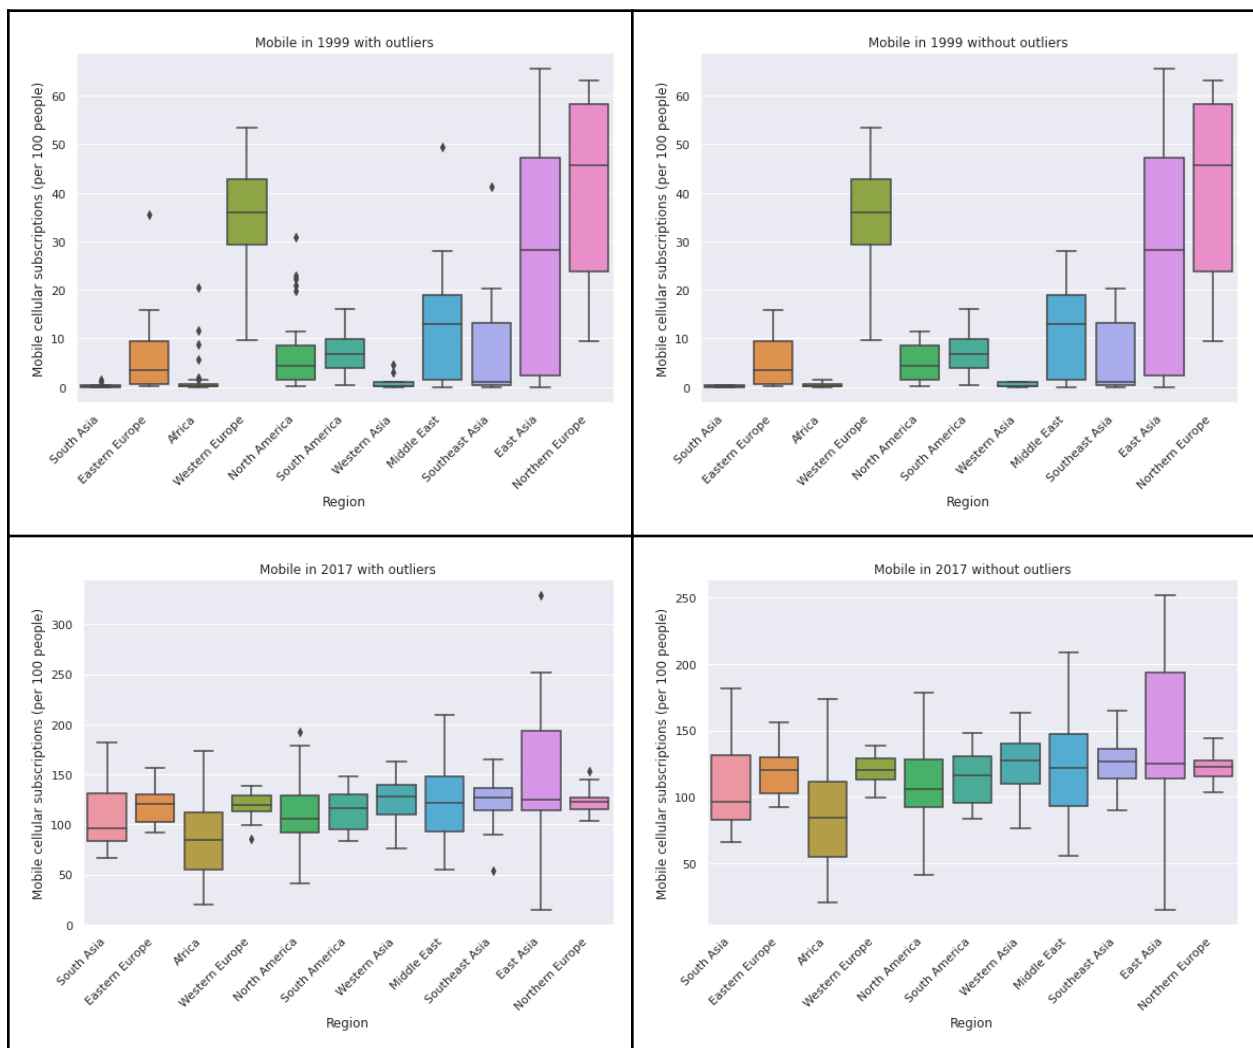 Mobile in 1999 with outliers
Mobile cellular subscriptions (per 100 people)
60
50
40
30
20
10
0
South Asia
Eastern Europe
Africa
Western Europe
North America
South America
Western Asia
Middle East
Southeast Asia
East Asia
Northern Europe
Region
Mobile in 1999 without outliers
Mobile cellular subscriptions (per 100 people)
60
50
40
30
20
10
0
South Asia
Eastern Europe
Africa
Western Europe
North America
South America
Western Asia
Middle East
Southeast Asia
East Asia
Northern Europe
Region
Mobile in 2017 with outliers
Mobile cellular subscriptions (per 100 people)
300
250
200
150
100
50
0
South Asia
Eastern Europe
Africa
Western Europe
North America
South America
Western Asia
Middle East
Southeast Asia
East Asia
Northern Europe
Region
Mobile in 2017 without outliers
Mobile cellular subscriptions (per 100 people)
250
200
150
100
50
South Asia
Eastern Europe
Africa
Western Europe
North America
South America
Western Asia
Middle East
Southeast Asia
East Asia
Northern Europe
Region